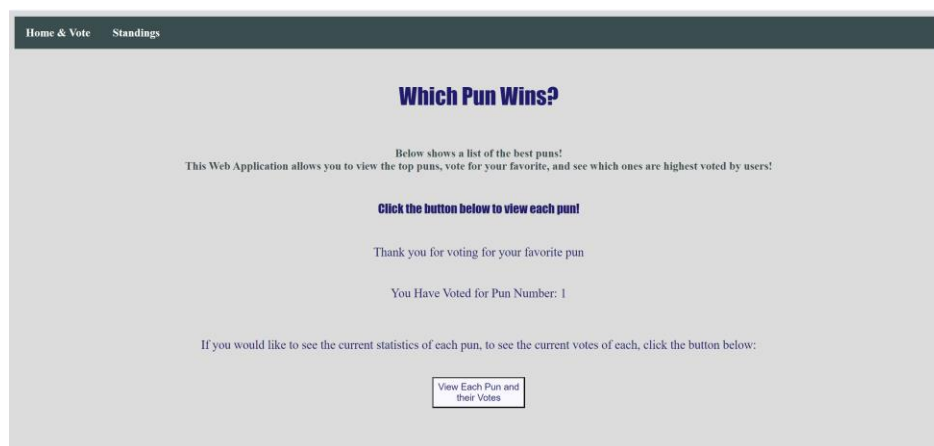 Home & Vote Standings
Which Pun Wins?
Below shows a list of the best puns!
This Web Application allows you to view the top puns, vote for your favorite, and see which ones are highest voted by users!
Click the button below to view each pun!
Thank you for voting for your favorite pun
You Have Voted for Pun Number: 1
If you would like to see the current statistics of each pun, to see the current votes of each, click the button below:
View Each Pun and
their Votes